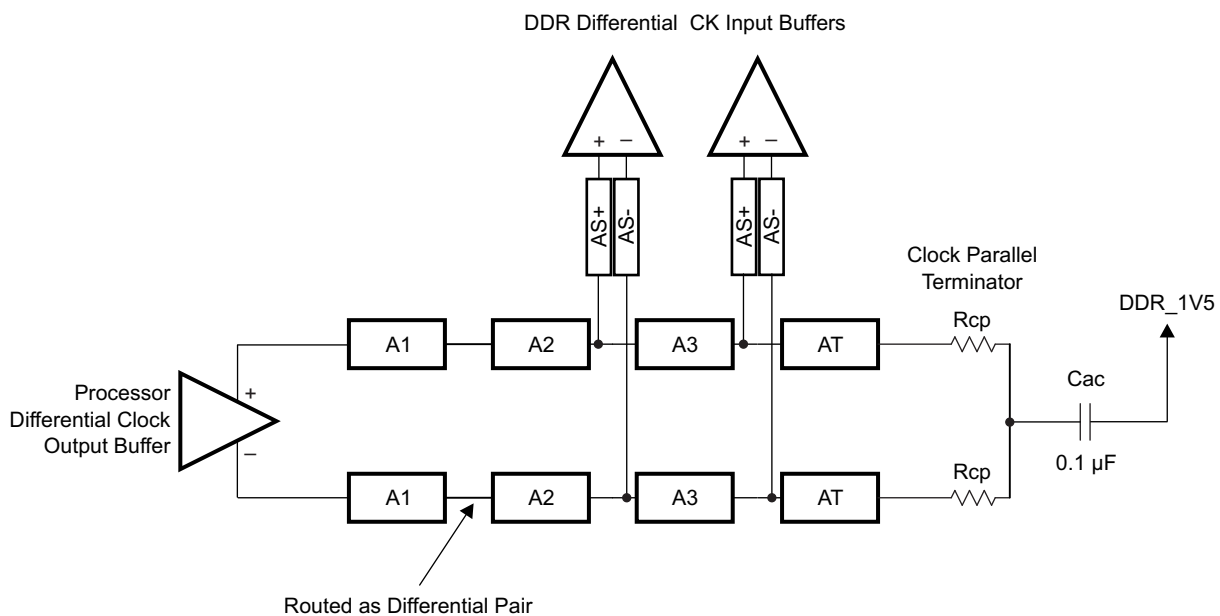 DDR Differential CK Input Buffers
+ − + −
AS+ AS- AS+ AS-
Clock Parallel
Terminator
DDR_1V5
Rcp
A1 A2 A3 AT
Cac
Processor
Differential Clock
Output Buffer
+
−
0.1 µF
Rcp
A1 A2 A3 AT
Routed as Differential Pair